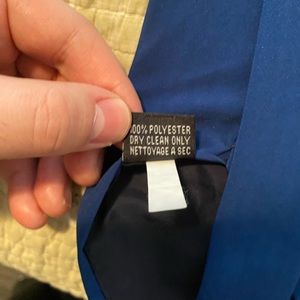 100% POLYESTER
DRY CLEAN ONLY
NETTOYAGE A SEC